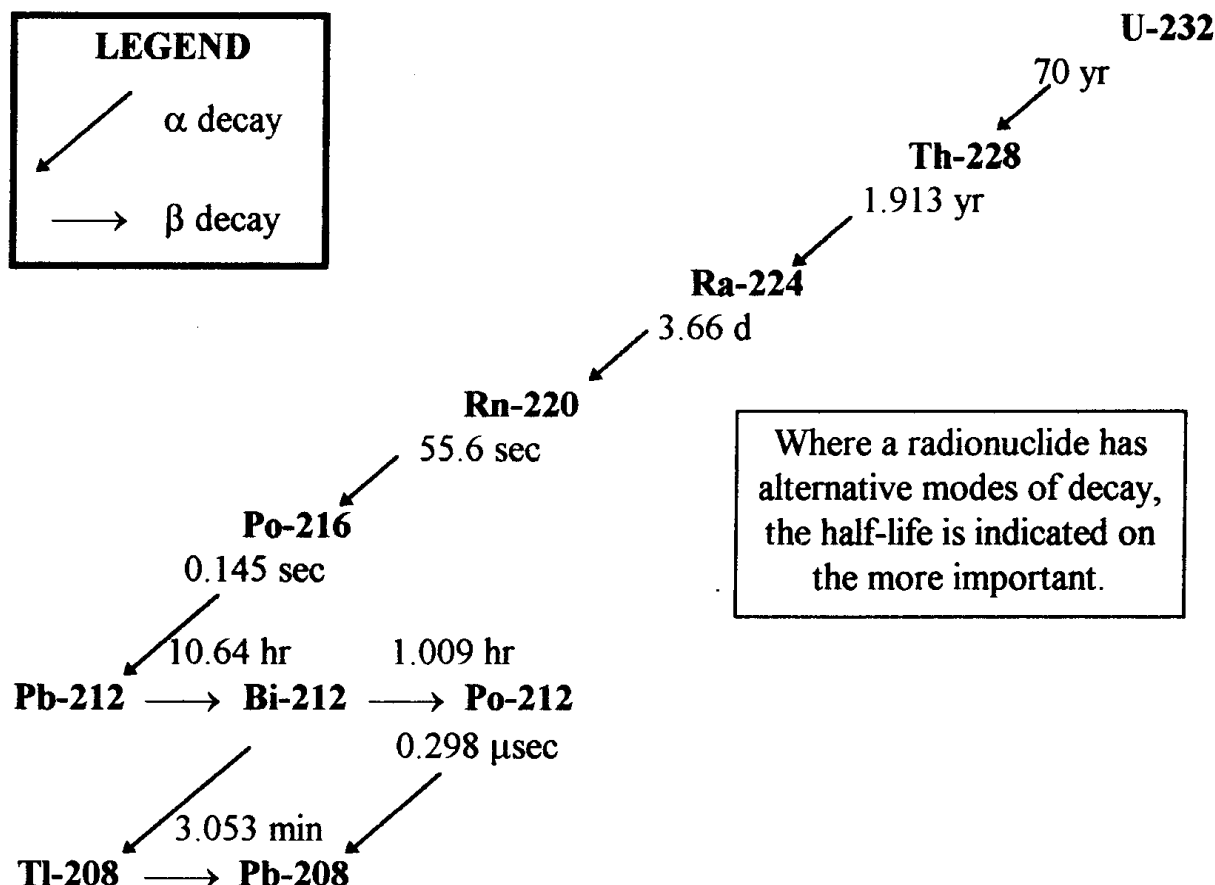 LEGEND
α decay
β decay
U-232
70 yr
Th-228
1.913 yr
Ra-224
3.66 d
Rn-220
55.6 sec
Where a radionuclide has
alternative modes of decay,
the half-life is indicated on
the more important.
Po-216
0.145 sec
10.64 hr 1.009 hr
Pb-212 → Bi-212 → Po-212
0.298 μsec
3.053 min
Tl-208 → Pb-208